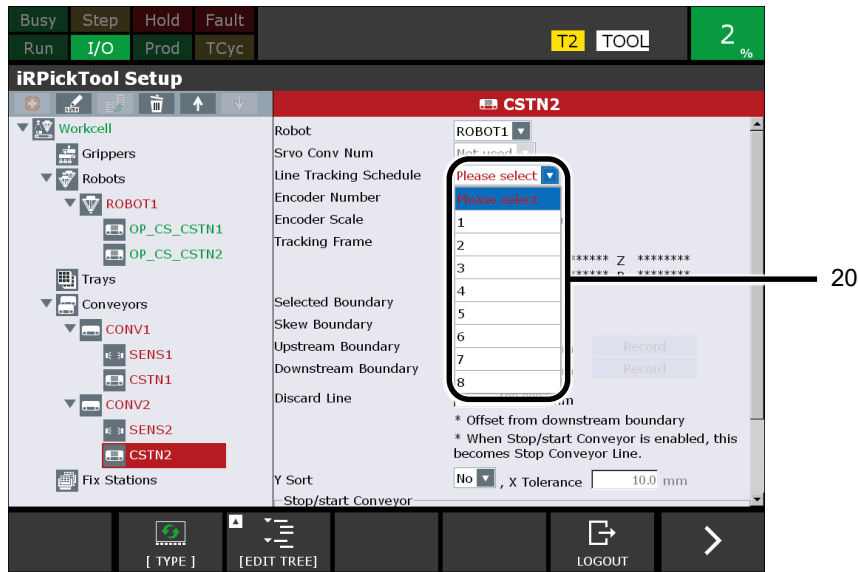 Busy Step Hold Fault
Run I/O Prod TCyc
T2 TOOL
2 %
iRPickTool Setup
CSTN2
Workcell
Grippers
Robots
ROBOT1
OP_CS_CSTN1
OP_CS_CSTN2
Trays
Conveyors
CONV1
SENS1
CSTN1
CONV2
SENS2
CSTN2
Fix Stations
Robot ROBOT1
Srvo Conv Num Not used
Line Tracking Schedule Please select
Encoder Number Please select
Encoder Scale 1
Tracking Frame 2
****** Z ********
3
4
Selected Boundary 5
Skew Boundary 6
Upstream Boundary Record
7
Downstream Boundary Record
8
Discard Line
* Offset from downstream boundary
* When Stop/start Conveyor is enabled, this
becomes Stop Conveyor Line.
Y Sort No , X Tolerance 10.0 mm
Stop/start Conveyor
20
[ TYPE ] [EDIT TREE] LOGOUT